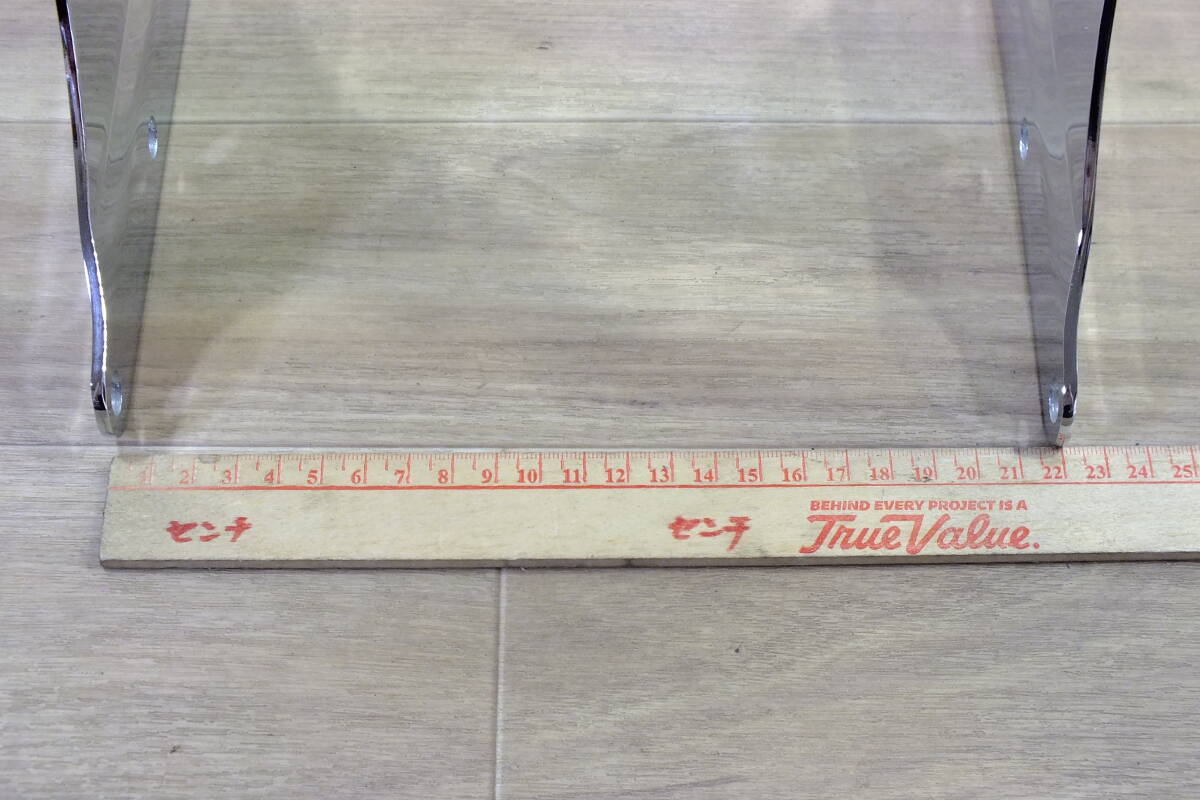 1 2 3 4 5 6 7 8 9 10 11 12 13 14 15 16 17 18 19 20 21 22 23 24 25
BEHIND EVERY PROJECT IS A
センチ センチ True Value.